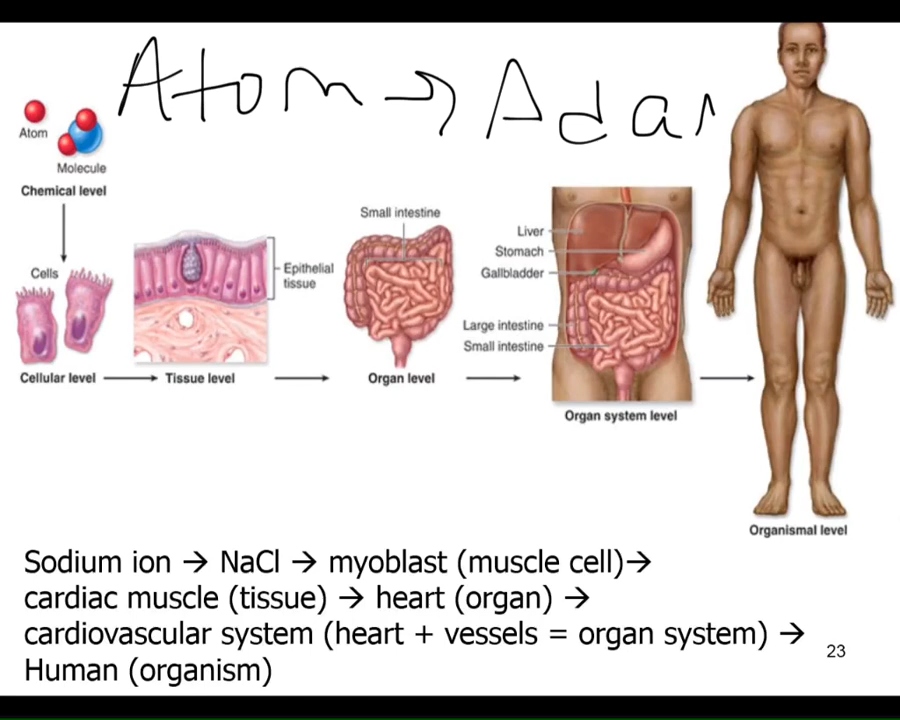 Atom → Adam
Atom
Molecule
Chemical level
Cells
Cellular level
Epithelial
tissue
Tissue level
Small intestine
Organ level
Liver
Stomach
Gallbladder
Large intestine
Small intestine
Organ system level
Organismal level
Sodium ion → NaCl → myoblast (muscle cell)→
cardiac muscle (tissue) → heart (organ) →
cardiovascular system (heart + vessels = organ system) →
Human (organism)
23